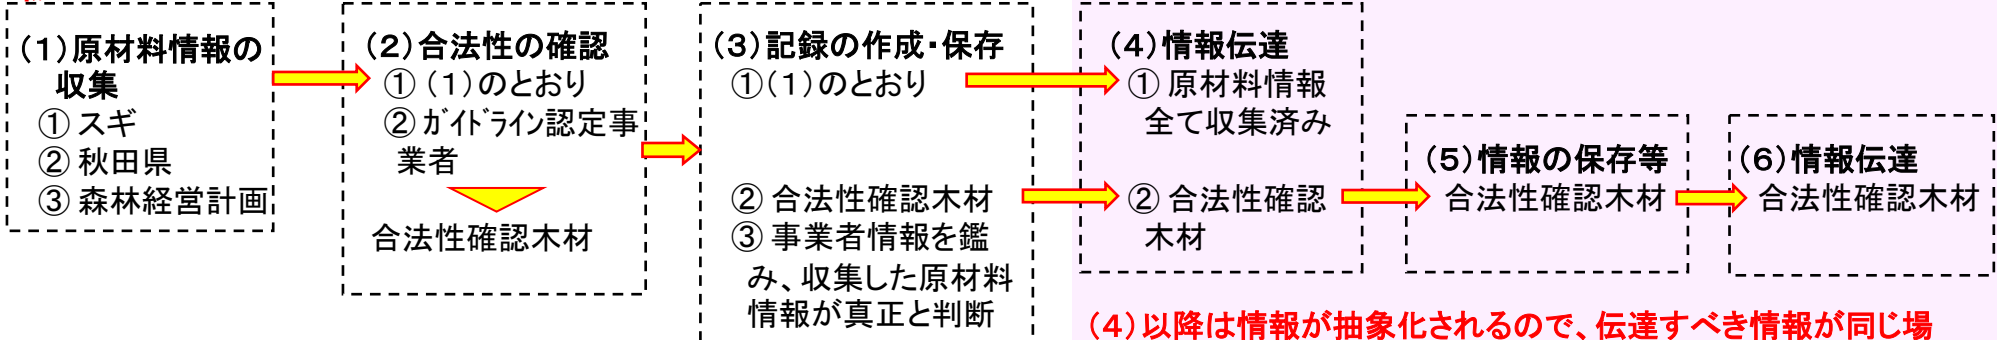 (1)原材料情報の
収集
① スギ
② 秋田県
③ 森林経営計画
(2)合法性の確認
① (1)のとおり
② ｶﾞｲﾄﾞﾗｲﾝ認定事
業者
合法性確認木材
(3)記録の作成・保存
①(1)のとおり
② 合法性確認木材
③ 事業者情報を鑑
み、収集した原材料
情報が真正と判断
(4)情報伝達
① 原材料情報
全て収集済み
② 合法性確認
木材
(5)情報の保存等
合法性確認木材
(6)情報伝達
合法性確認木材
(4)以降は情報が抽象化されるので、伝達すべき情報が同じ場